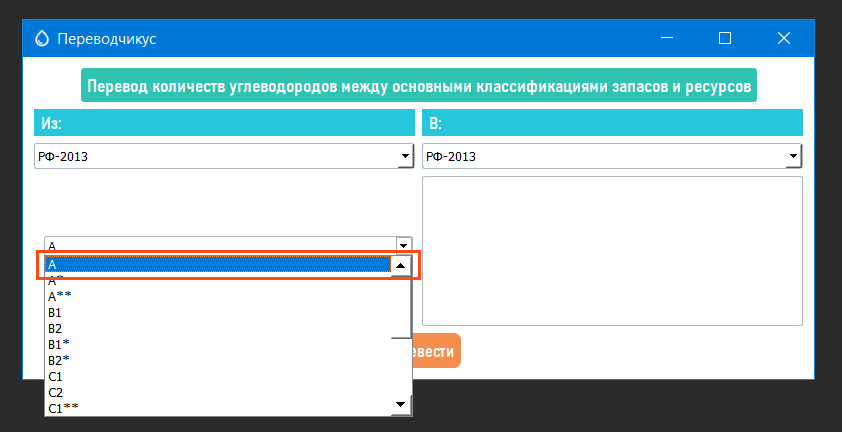 Переводчикус
Перевод количеств углеводородов между основными классификациями запасов и ресурсов
Из:
В:
РФ-2013
РФ-2013
A
A
A*
A**
B1
B2
B1*
B2*
C1
C2
C1**
евести